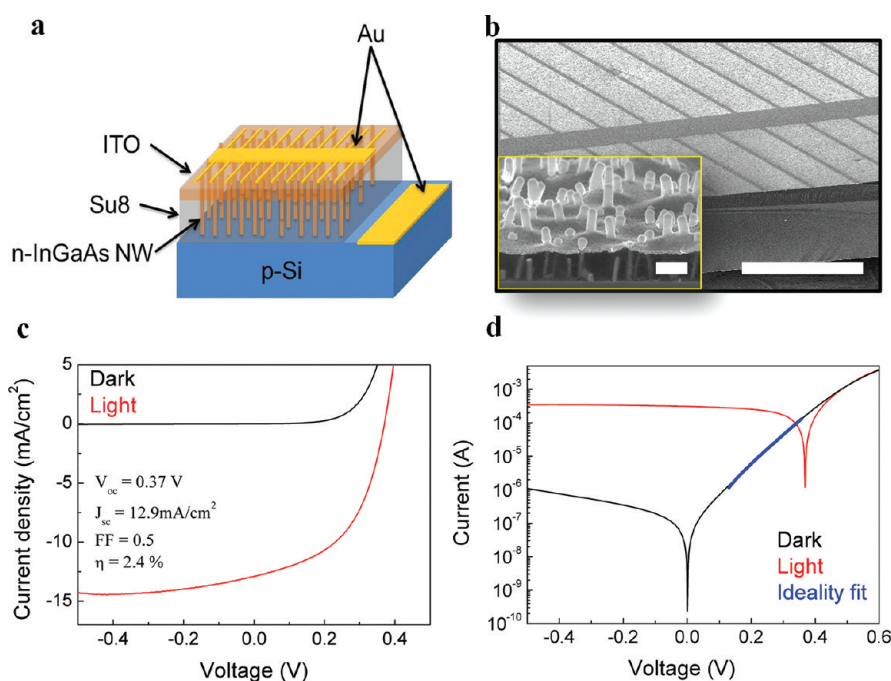 a
Au
ITO
Su8
n-InGaAs NW
p-Si
b
c
Current density (mA/cm²)
5
0
-5
-10
-15
Dark
Light
V_oc = 0.37 V
J_sc = 12.9mA/cm²
FF = 0.5
η = 2.4 %
-0.4 -0.2 0.0 0.2 0.4
Voltage (V)
d
Current (A)
10⁻³
10⁻⁴
10⁻⁵
10⁻⁶
10⁻⁷
10⁻⁸
10⁻⁹
10⁻¹⁰
Dark
Light
Ideality fit
-0.4 -0.2 0.0 0.2 0.4 0.6
Voltage (V)